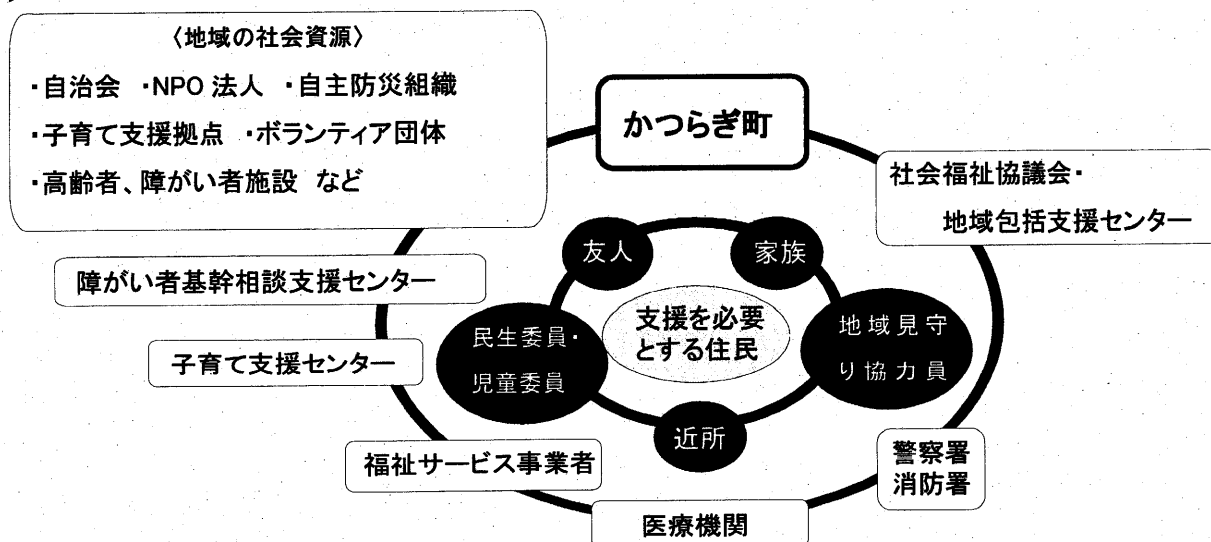 〈地域の社会資源〉
・自治会 ・NPO 法人 ・自主防災組織
・子育て支援拠点 ・ボランティア団体
・高齢者、障がい者施設 など
かつらぎ町
社会福祉協議会・
地域包括支援センター
友人
家族
障がい者基幹相談支援センター
支援を必要
とする住民
民生委員・
児童委員
地域見守
り協力員
子育て支援センター
近所
福祉サービス事業者
警察署
消防署
医療機関